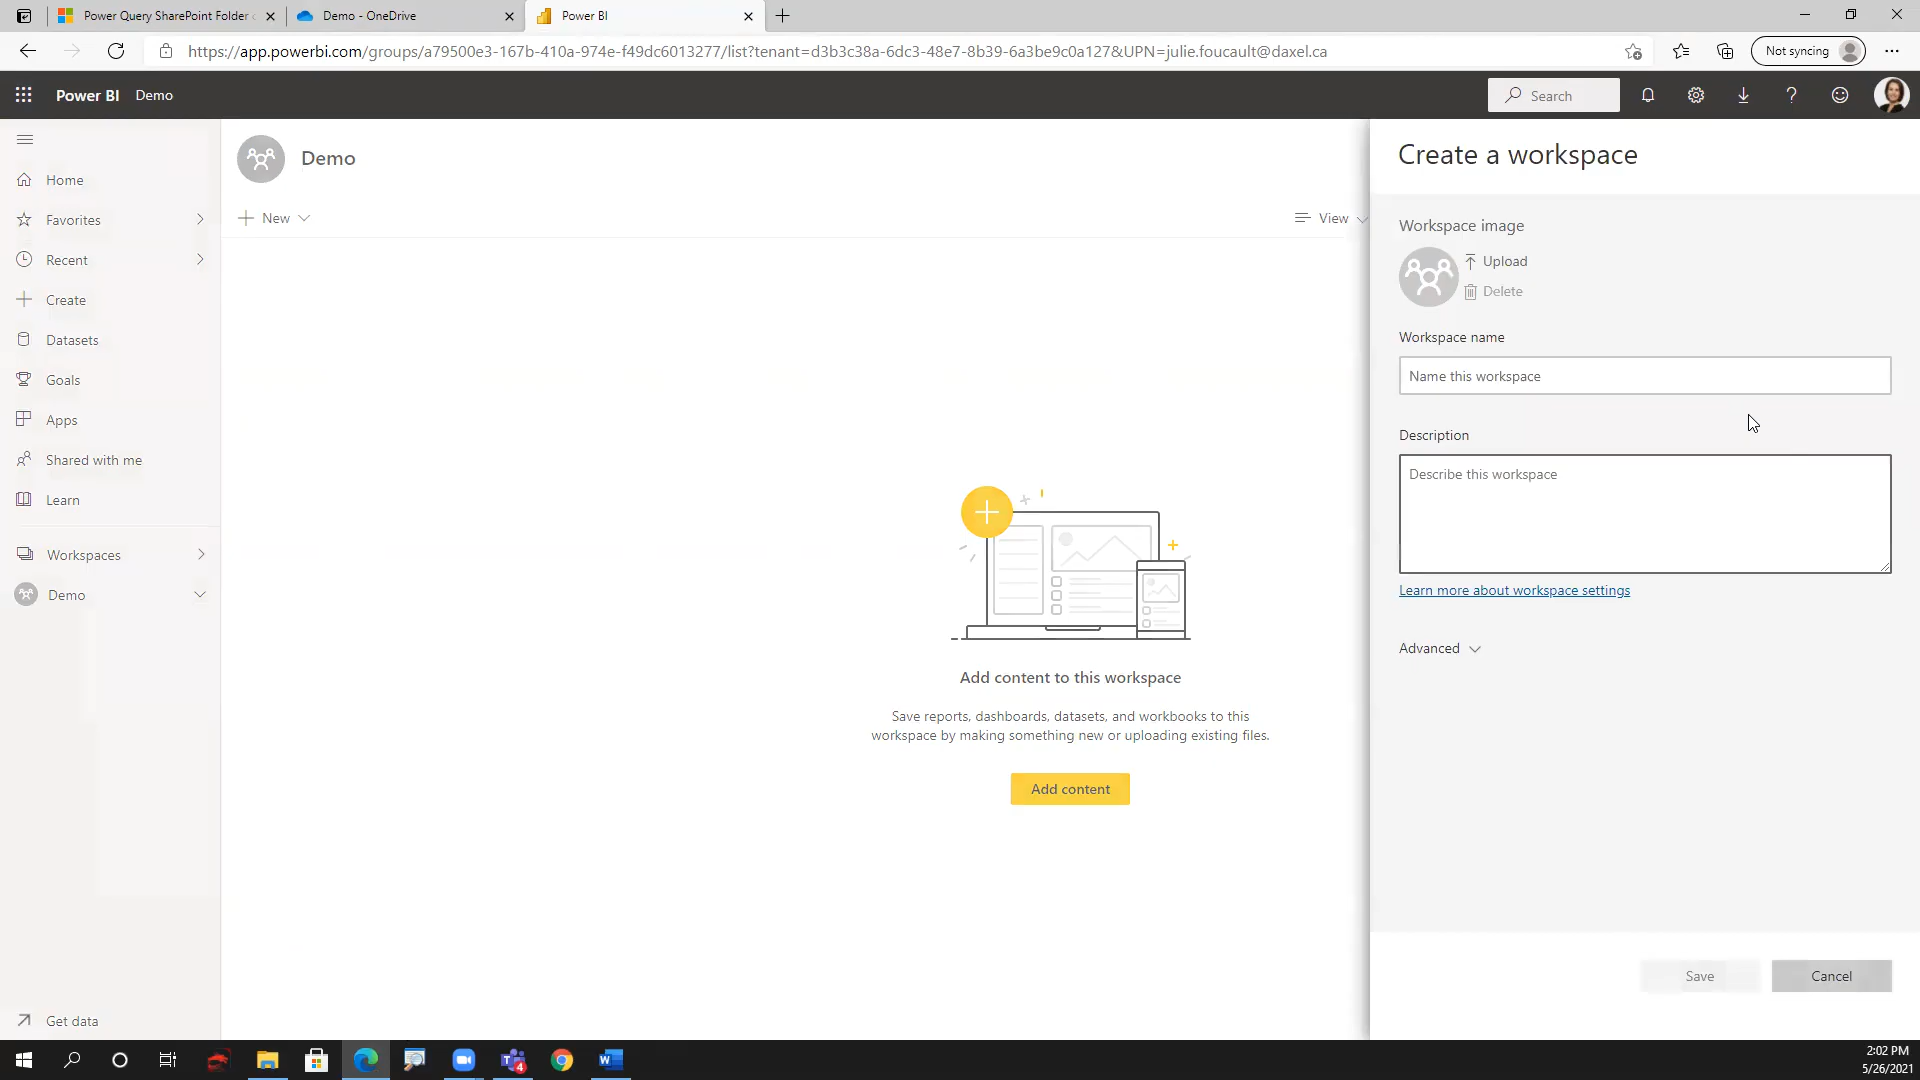 Power Query SharePoint Folder
Demo - OneDrive
Power BI
https://app.powerbi.com/groups/a79500e3-167b-410a-974e-f49dc6013277/list?tenant=d3b3c38a-6dc3-48e7-8b39-6a3be9c0a127&UPN=julie.foucault@daxel.ca
Not syncing
Power BI Demo
Search
Home
Favorites
Recent
Create
Datasets
Goals
Apps
Shared with me
Learn
Workspaces
Demo
Get data
Demo
New
View
Add content to this workspace
Save reports, dashboards, datasets, and workbooks to this
workspace by making something new or uploading existing files.
Add content
Create a workspace
Workspace image
Upload
Delete
Workspace name
Name this workspace
Description
Describe this workspace
Learn more about workspace settings
Advanced
Save
Cancel
4
2:02 PM
5/26/2021